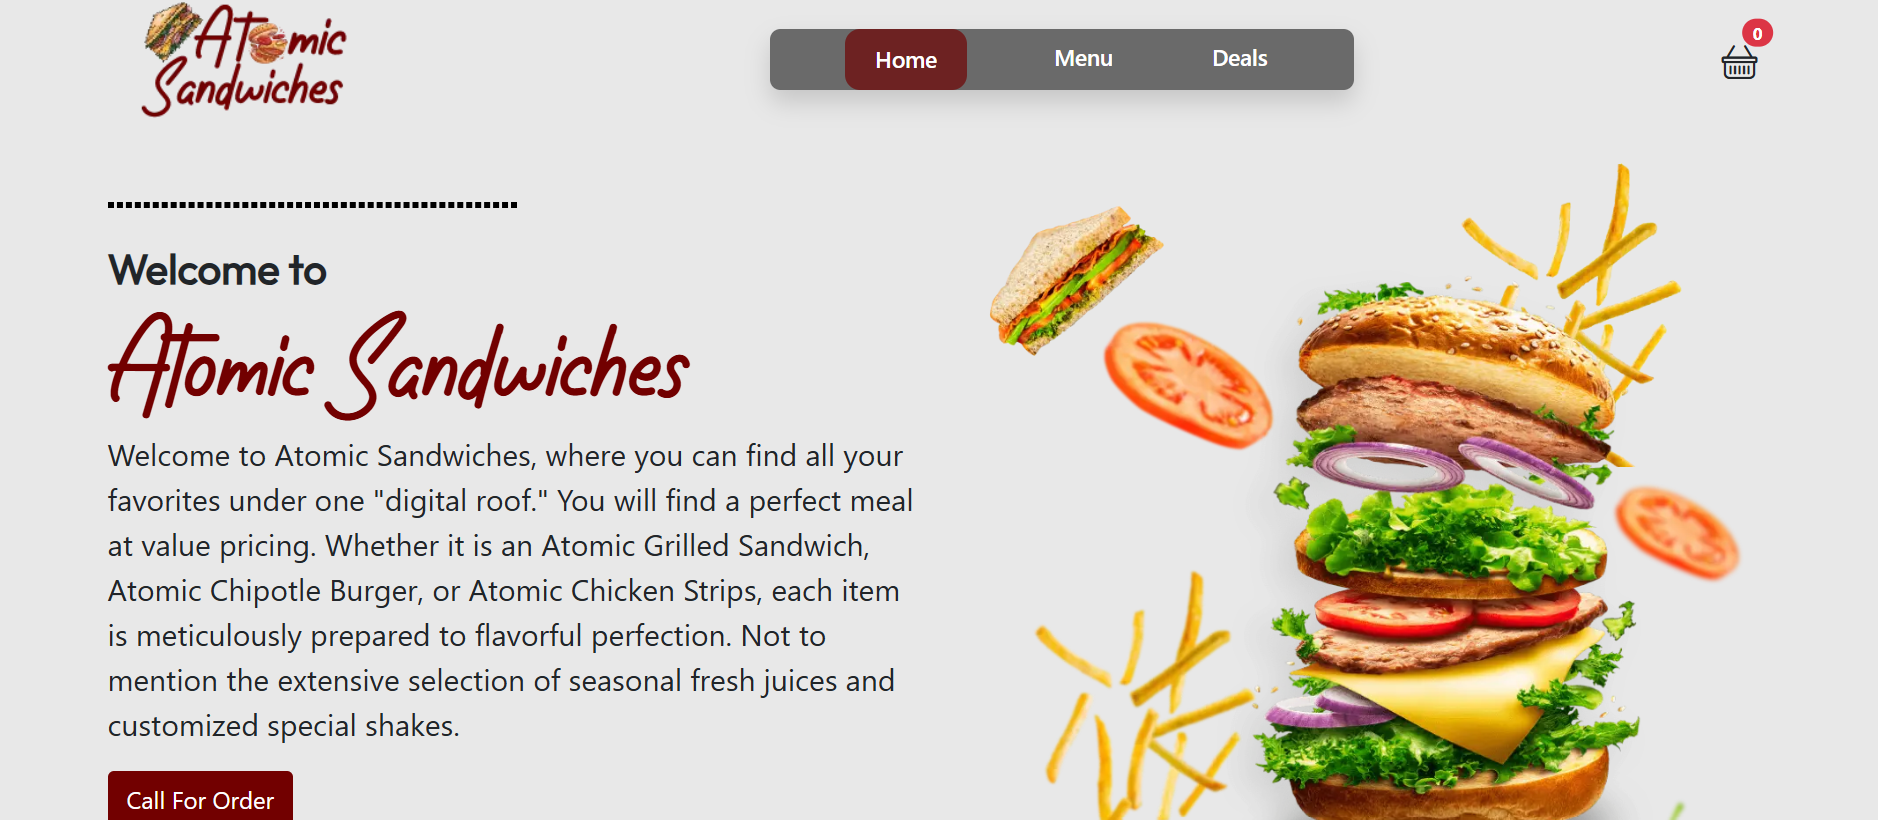 Atomic
Sandwiches
Home
Menu
Deals
0
Welcome to
Atomic Sandwiches
Welcome to Atomic Sandwiches, where you can find all your
favorites under one "digital roof." You will find a perfect meal
at value pricing. Whether it is an Atomic Grilled Sandwich,
Atomic Chipotle Burger, or Atomic Chicken Strips, each item
is meticulously prepared to flavorful perfection. Not to
mention the extensive selection of seasonal fresh juices and
customized special shakes.
Call For Order